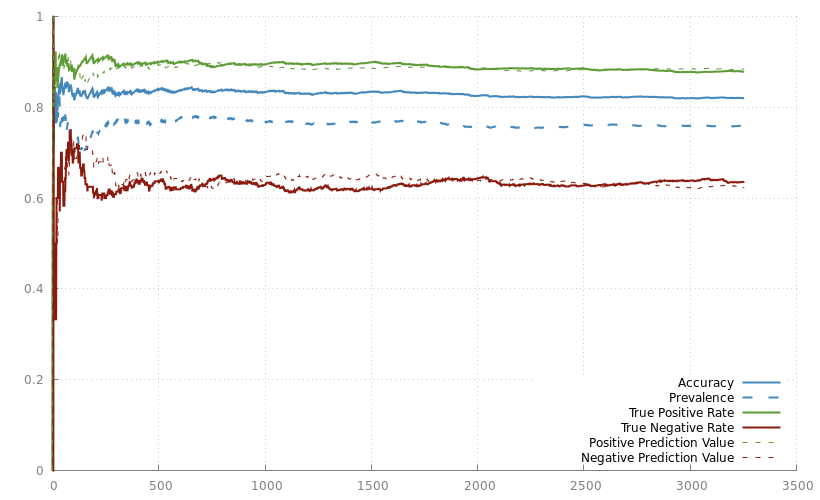 1
0.8
0.6
0.4
0.2
0
0 500 1000 1500 2000 2500 3000 3500
Accuracy
Prevalence
True Positive Rate
True Negative Rate
Positive Prediction Value
Negative Prediction Value